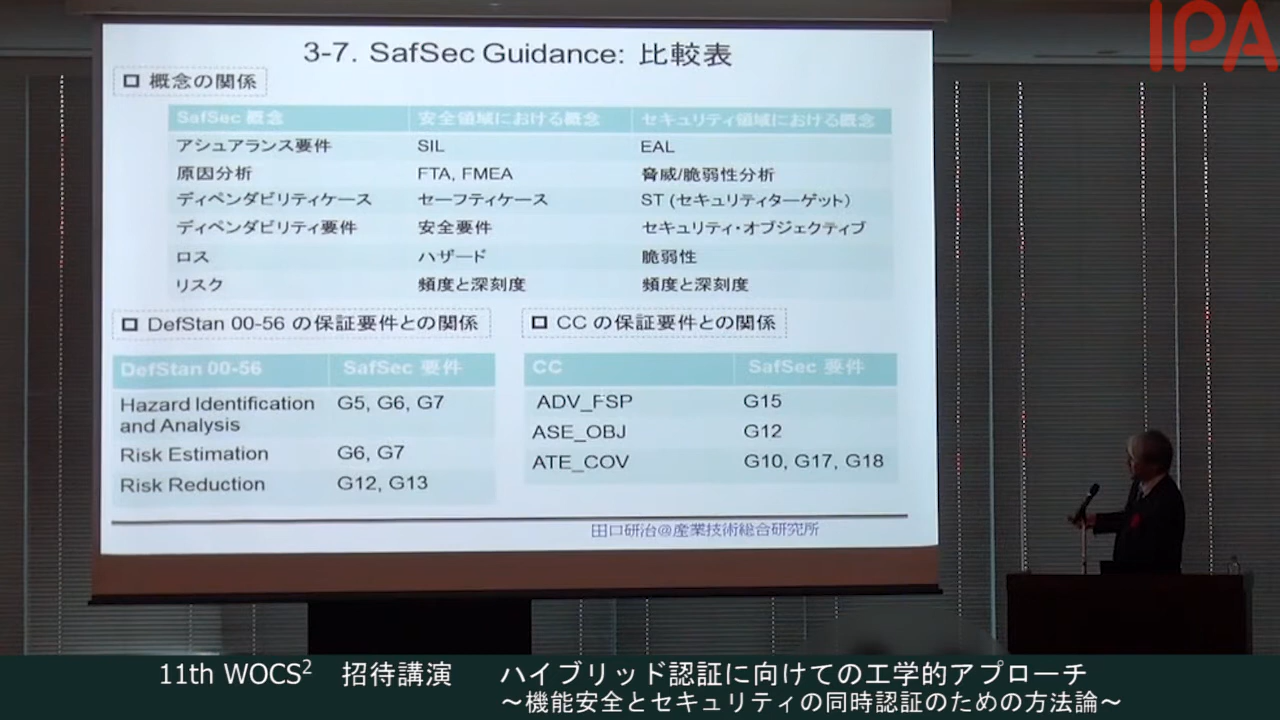 IPA
3-7. SafSec Guidance: 比較表
概念の関係
SafSec 概念 安全領域における概念 セキュリティ領域における概念
アシュアランス要件 SIL EAL
原因分析 FTA, FMEA 脅威/脆弱性分析
ディペンダビリティケース セーフティケース ST (セキュリティターゲット)
ディペンダビリティ要件 安全要件 セキュリティ・オブジェクティブ
ロス ハザード 脆弱性
リスク 頻度と深刻度 頻度と深刻度
DefStan 00-56 の保証要件との関係
DefStan 00-56 SafSec 要件
Hazard Identification G5, G6, G7
and Analysis
Risk Estimation G6, G7
Risk Reduction G12, G13
CC の保証要件との関係
CC SafSec 要件
ADV_FSP G15
ASE_OBJ G12
ATE_COV G10, G17, G18
田口研治@産業技術総合研究所
11th WOCS2 招待講演 ハイブリッド認証に向けての工学的アプローチ
～機能安全とセキュリティの同時認証のための方法論～